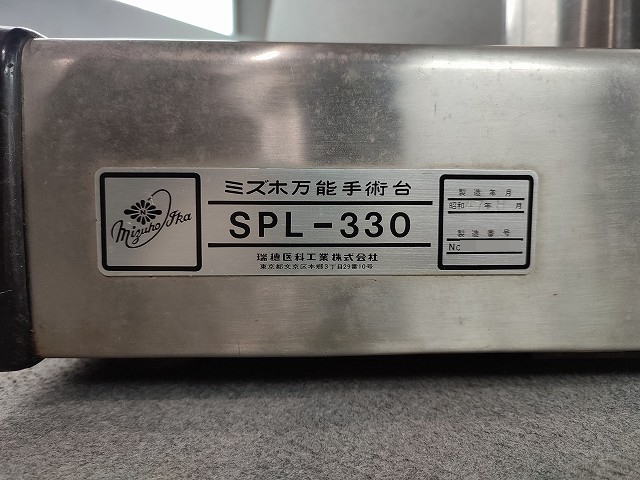 Mizuho Ika
ミズホ万能手術台
SPL-330
瑞穂医科工業株式会社
東京都文京区本郷3丁目29番10号
製造年月
昭和 年 月
製造番号
No